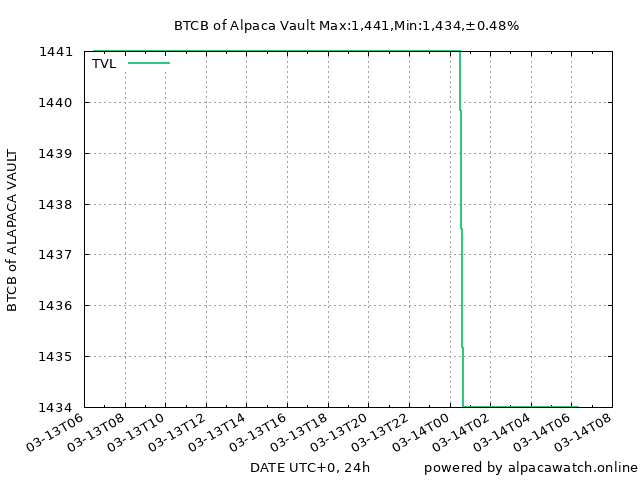 BTCB of Alpaca Vault Max:1,441,Min:1,434,±0.48%
TVL
BTCB of ALAPACA VAULT
1441
1440
1439
1438
1437
1436
1435
1434
03-13T06
03-13T08
03-13T10
03-13T12
03-13T14
03-13T16
03-13T18
03-13T20
03-13T22
03-14T00
03-14T02
03-14T04
03-14T06
03-14T08
DATE UTC+0, 24h
powered by alpacawatch.online